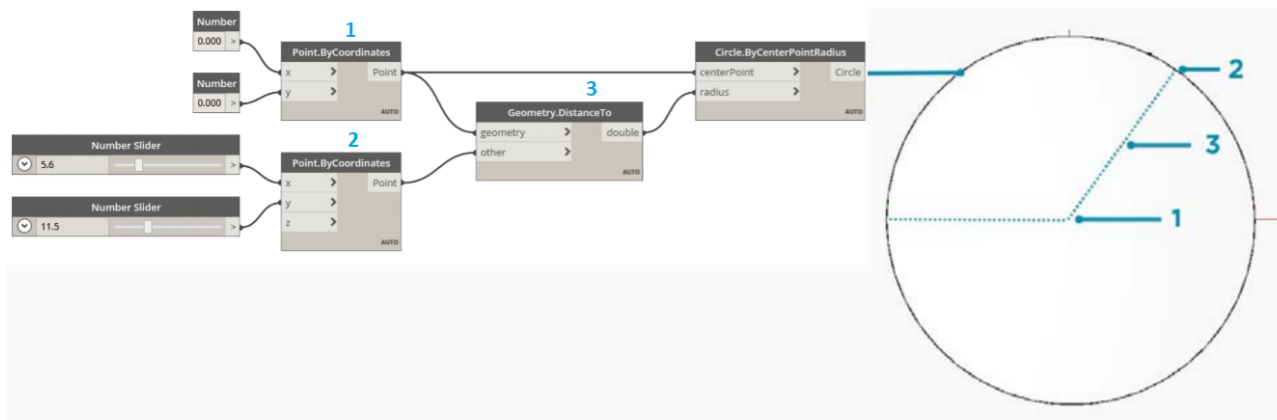 Number
0.000 >
Number
0.000 >
Number Slider
5.6 >
Number Slider
11.5 >
1
Point.ByCoordinates
x > Point
y >
AUTO
2
Point.ByCoordinates
x > Point
y >
z >
AUTO
3
Geometry.DistanceTo
geometry > double
other >
AUTO
Circle.ByCenterPointRadius
centerPoint > Circle
radius >
AUTO
2
3
1